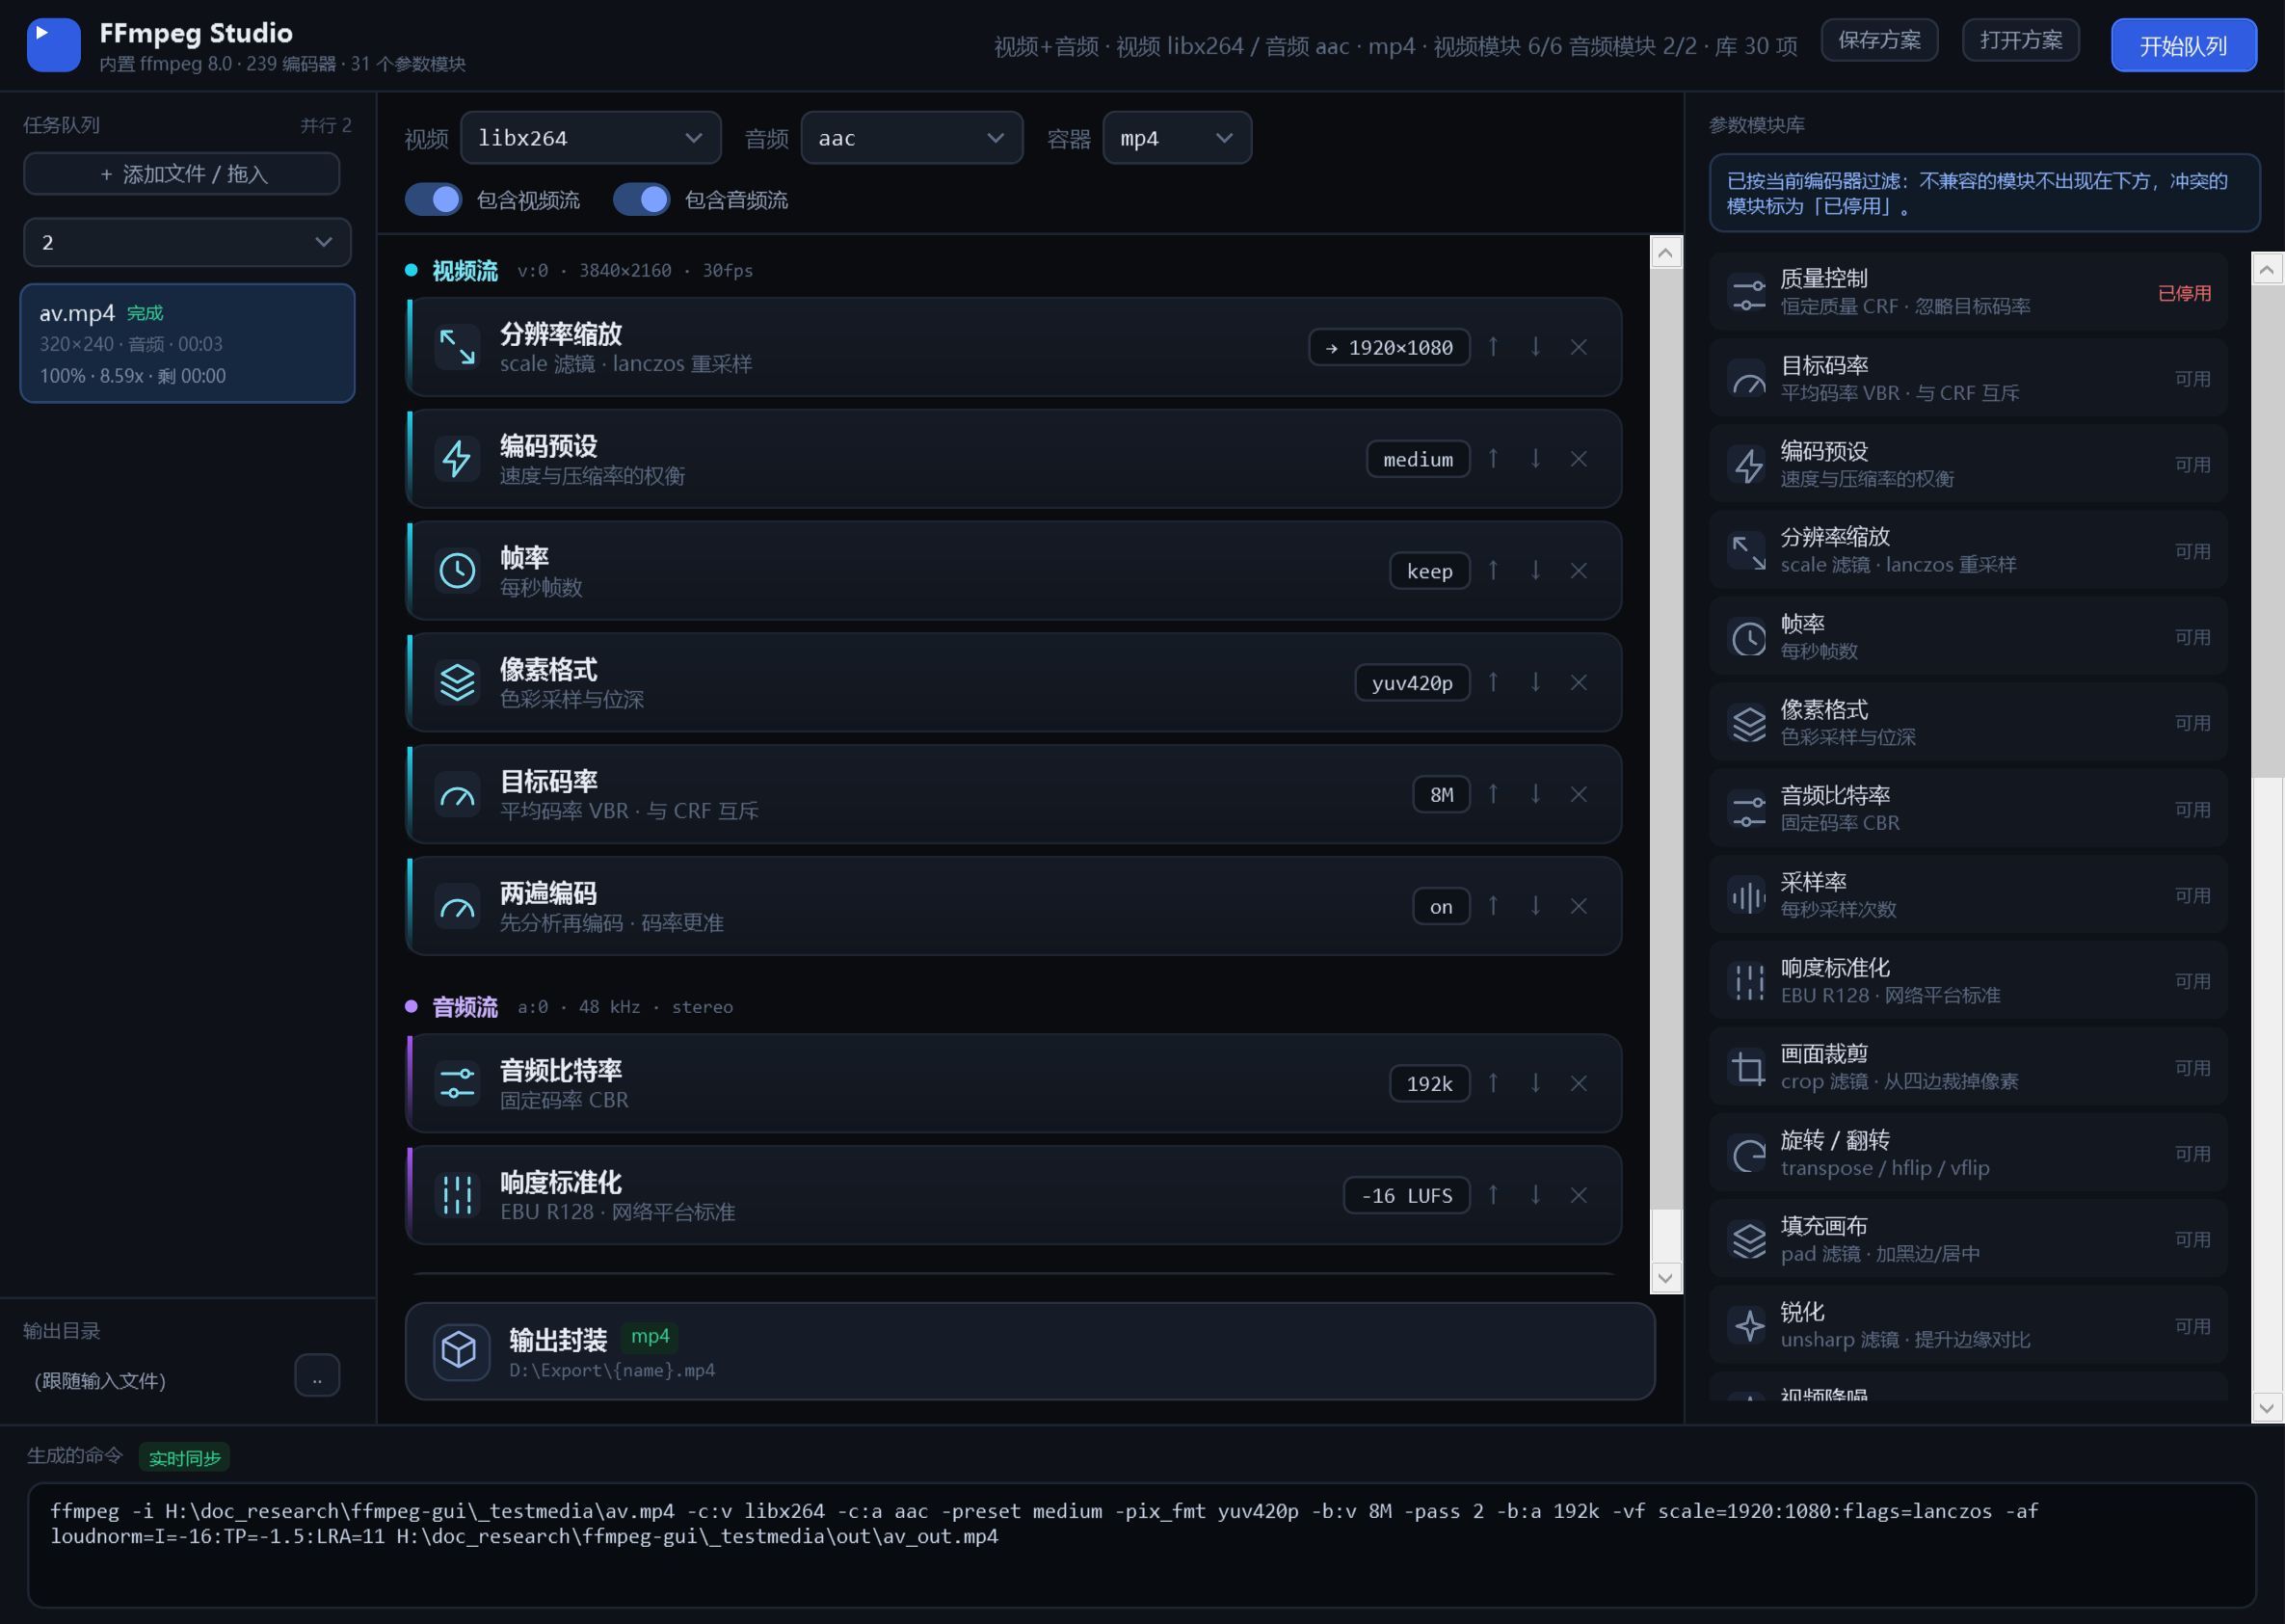 FFmpeg Studio
内置 ffmpeg 8.0 · 239 编码器 · 31 个参数模块
视频+音频 · 视频 libx264 / 音频 aac · mp4 · 视频模块 6/6 音频模块 2/2 · 库 30 项
保存方案
打开方案
开始队列
任务队列
并行 2
+ 添加文件 / 拖入
2
av.mp4 完成
320×240 · 音频 · 00:03
100% · 8.59x · 剩 00:00
输出目录
(跟随输入文件)
..
视频 libx264 音频 aac 容器 mp4
包含视频流 包含音频流
视频流 v:0 · 3840×2160 · 30fps
分辨率缩放
scale 滤镜 · lanczos 重采样
→ 1920×1080 ↑ ↓ ×
编码预设
速度与压缩率的权衡
medium ↑ ↓ ×
帧率
每秒帧数
keep ↑ ↓ ×
像素格式
色彩采样与位深
yuv420p ↑ ↓ ×
目标码率
平均码率 VBR · 与 CRF 互斥
8M ↑ ↓ ×
两遍编码
先分析再编码 · 码率更准
on ↑ ↓ ×
音频流 a:0 · 48 kHz · stereo
音频比特率
固定码率 CBR
192k ↑ ↓ ×
响度标准化
EBU R128 · 网络平台标准
-16 LUFS ↑ ↓ ×
输出封装 mp4
D:\Export\{name}.mp4
参数模块库
已按当前编码器过滤：不兼容的模块不出现在下方，冲突的
模块标为「已停用」。
质量控制
恒定质量 CRF · 忽略目标码率
已停用
目标码率
平均码率 VBR · 与 CRF 互斥
可用
编码预设
速度与压缩率的权衡
可用
分辨率缩放
scale 滤镜 · lanczos 重采样
可用
帧率
每秒帧数
可用
像素格式
色彩采样与位深
可用
音频比特率
固定码率 CBR
可用
采样率
每秒采样次数
可用
响度标准化
EBU R128 · 网络平台标准
可用
画面裁剪
crop 滤镜 · 从四边裁掉像素
可用
旋转 / 翻转
transpose / hflip / vflip
可用
填充画布
pad 滤镜 · 加黑边/居中
可用
锐化
unsharp 滤镜 · 提升边缘对比
可用
视频降噪
生成的命令 实时同步
ffmpeg -i H:\doc_research\ffmpeg-gui\_testmedia\av.mp4 -c:v libx264 -c:a aac -preset medium -pix_fmt yuv420p -b:v 8M -pass 2 -b:a 192k -vf scale=1920:1080:flags=lanczos -af
loudnorm=I=-16:TP=-1.5:LRA=11 H:\doc_research\ffmpeg-gui\_testmedia\out\av_out.mp4